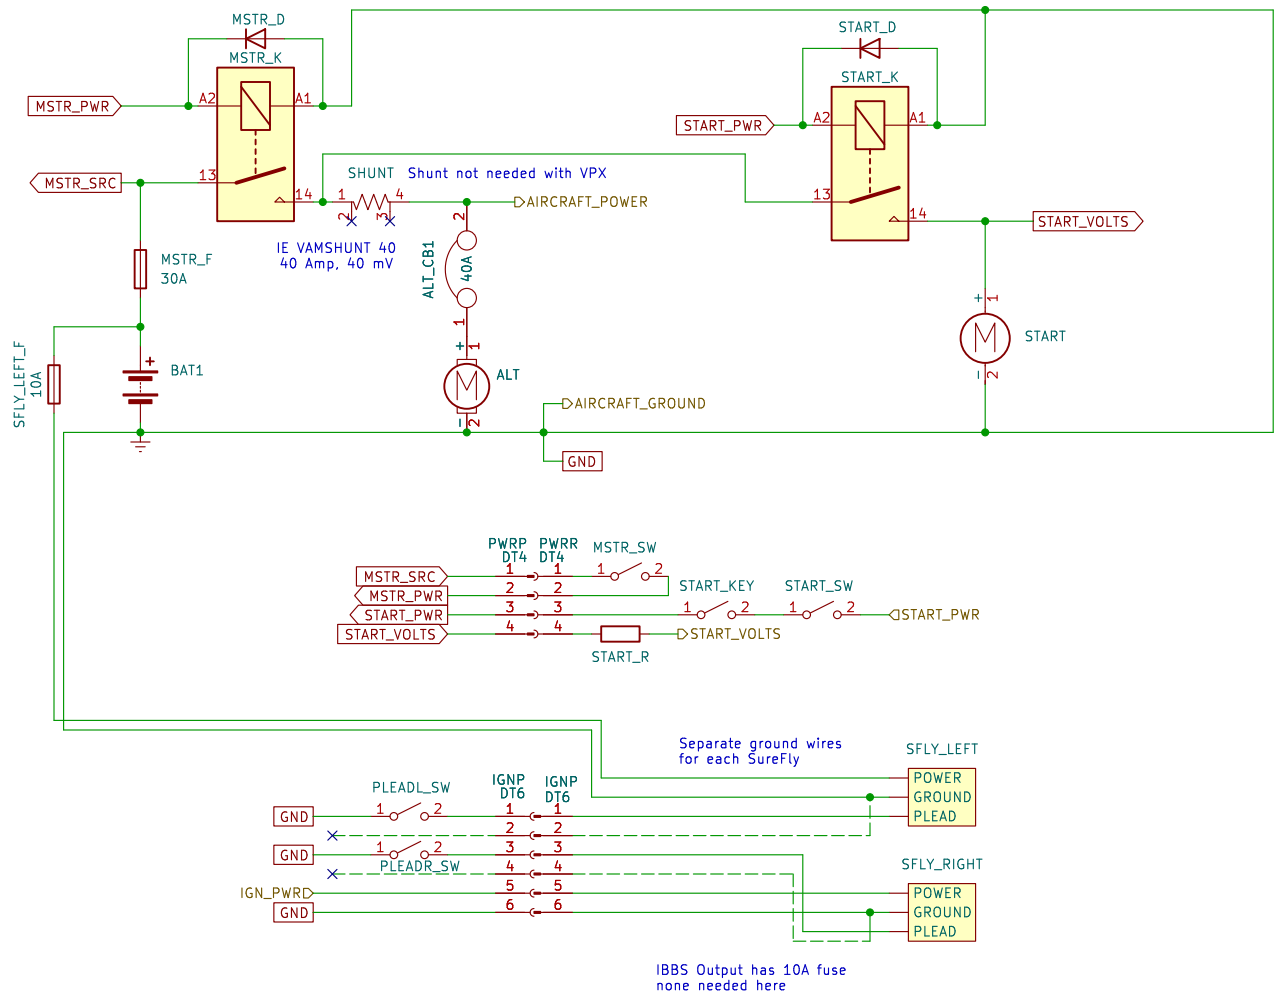 MSTR_D
MSTR_K
MSTR_PWR
A2
A1
MSTR_SRC
13
14
START_D
START_K
START_PWR
A2
A1
13
14
START_VOLTS
SHUNT
Shunt not needed with VPX
1
4
2
3
AIRCRAFT_POWER
IE VAMSHUNT 40
40 Amp, 40 mV
MSTR_F
30A
2
ALT_CB1
40A
1
+
1
ALT
-
2
+
1
START
-
2
SFLY_LEFT_F
10A
+
BAT1
AIRCRAFT_GROUND
GND
PWRP
DT4
PWRR
DT4
MSTR_SW
MSTR_SRC
1
1
1
2
MSTR_PWR
2
2
START_KEY
START_SW
START_PWR
3
3
1
2
1
2
START_PWR
START_VOLTS
4
4
START_VOLTS
START_R
Separate ground wires
for each SureFly
SFLY_LEFT
POWER
GROUND
PLEAD
PLEADL_SW
IGNP
DT6
IGNP
DT6
GND
1
2
1
1
2
2
GND
1
2
3
3
PLEADR_SW
4
4
IGN_PWR
5
5
GND
6
6
SFLY_RIGHT
POWER
GROUND
PLEAD
IBBS Output has 10A fuse
none needed here